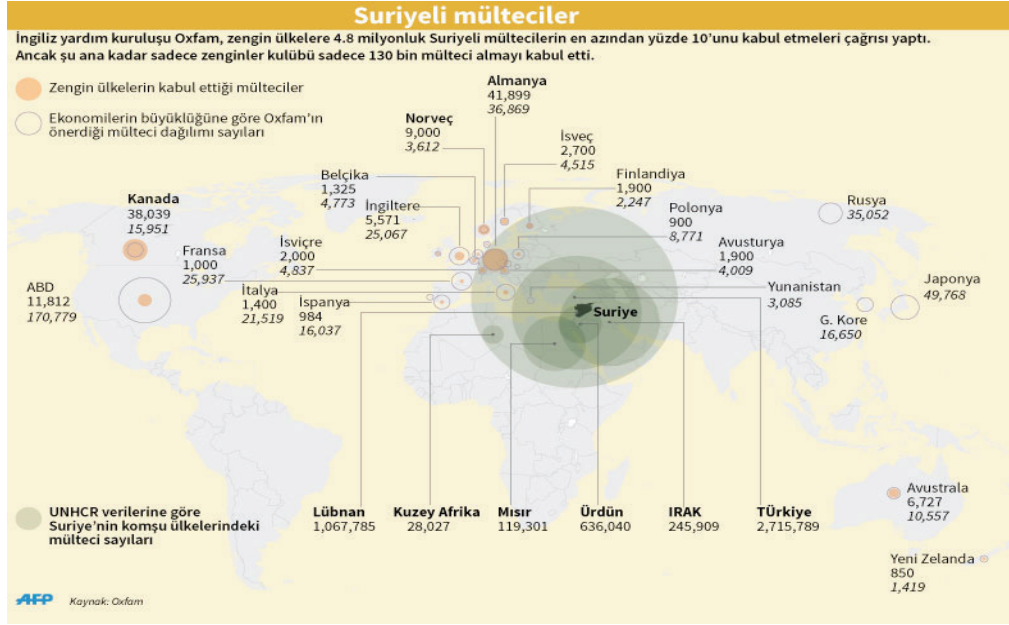 Suriyeli mülteciler
İngiliz yardım kuruluşu Oxfam, zengin ülkelere 4.8 milyonluk Suriyeli mültecilerin en azından yüzde 10'unu kabul etmeleri çağrısı yaptı.
Ancak şu ana kadar sadece zenginler kulübü sadece 130 bin mülteci almayı kabul etti.
Zengin ülkelerin kabul ettiği mülteciler
Ekonomilerin büyüklüğüne göre Oxfam'ın
önerdiği mülteci dağılımı sayıları
Almanya
41,899
36,869
Norveç
9,000
3,612
İsveç
2,700
4,515
Belçika
1,325
4,773
Finlandiya
1,900
2,247
Kanada
38,039
15,951
İngiltere
5,571
25,067
Polonya
900
8,771
Rusya
35,052
Fransa
1,000
25,937
İsviçre
2,000
4,837
Avusturya
1,900
4,009
ABD
11,812
170,779
İtalya
1,400
21,519
İspanya
984
16,037
Yunanistan
3,085
Japonya
49,768
G. Kore
16,650
Suriye
UNHCR verilerine göre
Suriye'nin komşu ülkelerindeki
mülteci sayıları
Lübnan
1,067,785
Kuzey Afrika
28,027
Mısır
119,301
Ürdün
636,040
IRAK
245,909
TÜrkiye
2,715,789
Avustrala
6,727
10,557
Yeni Zelanda
850
1,419
AFP
Kaynak: Oxfam